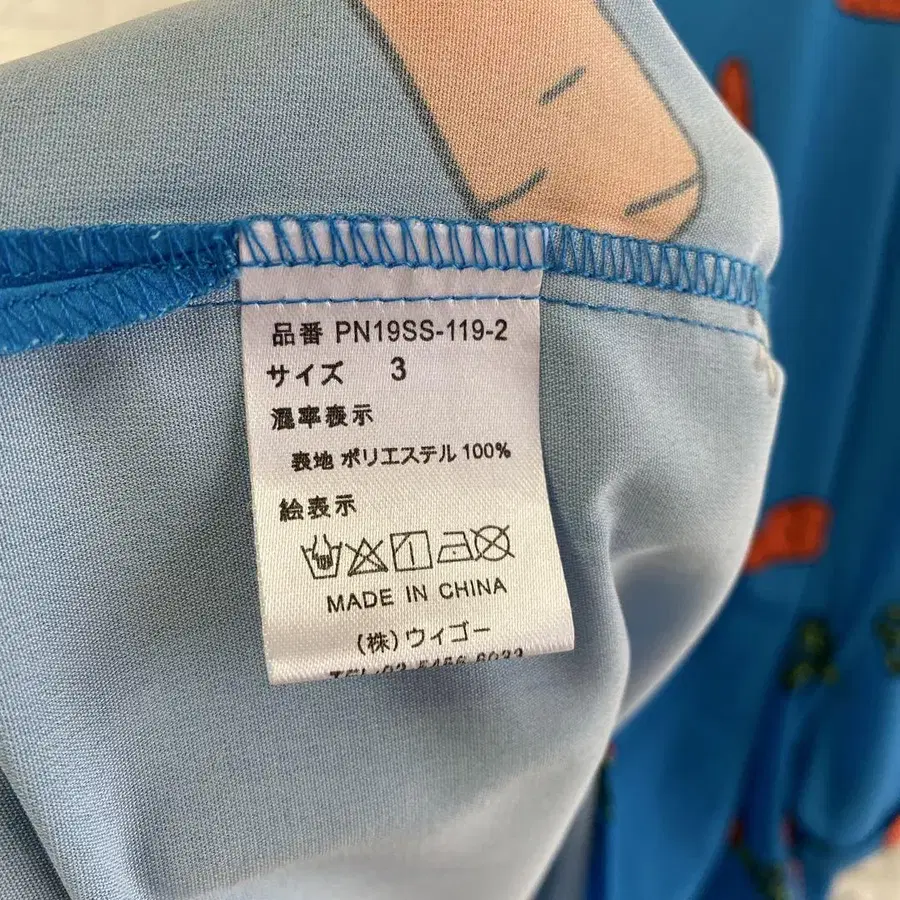 品番 PN19SS-119-2
サイズ 3
混率表示
表地 ポリエステル 100%
絵表示
MADE IN CHINA
(株)ウィゴー